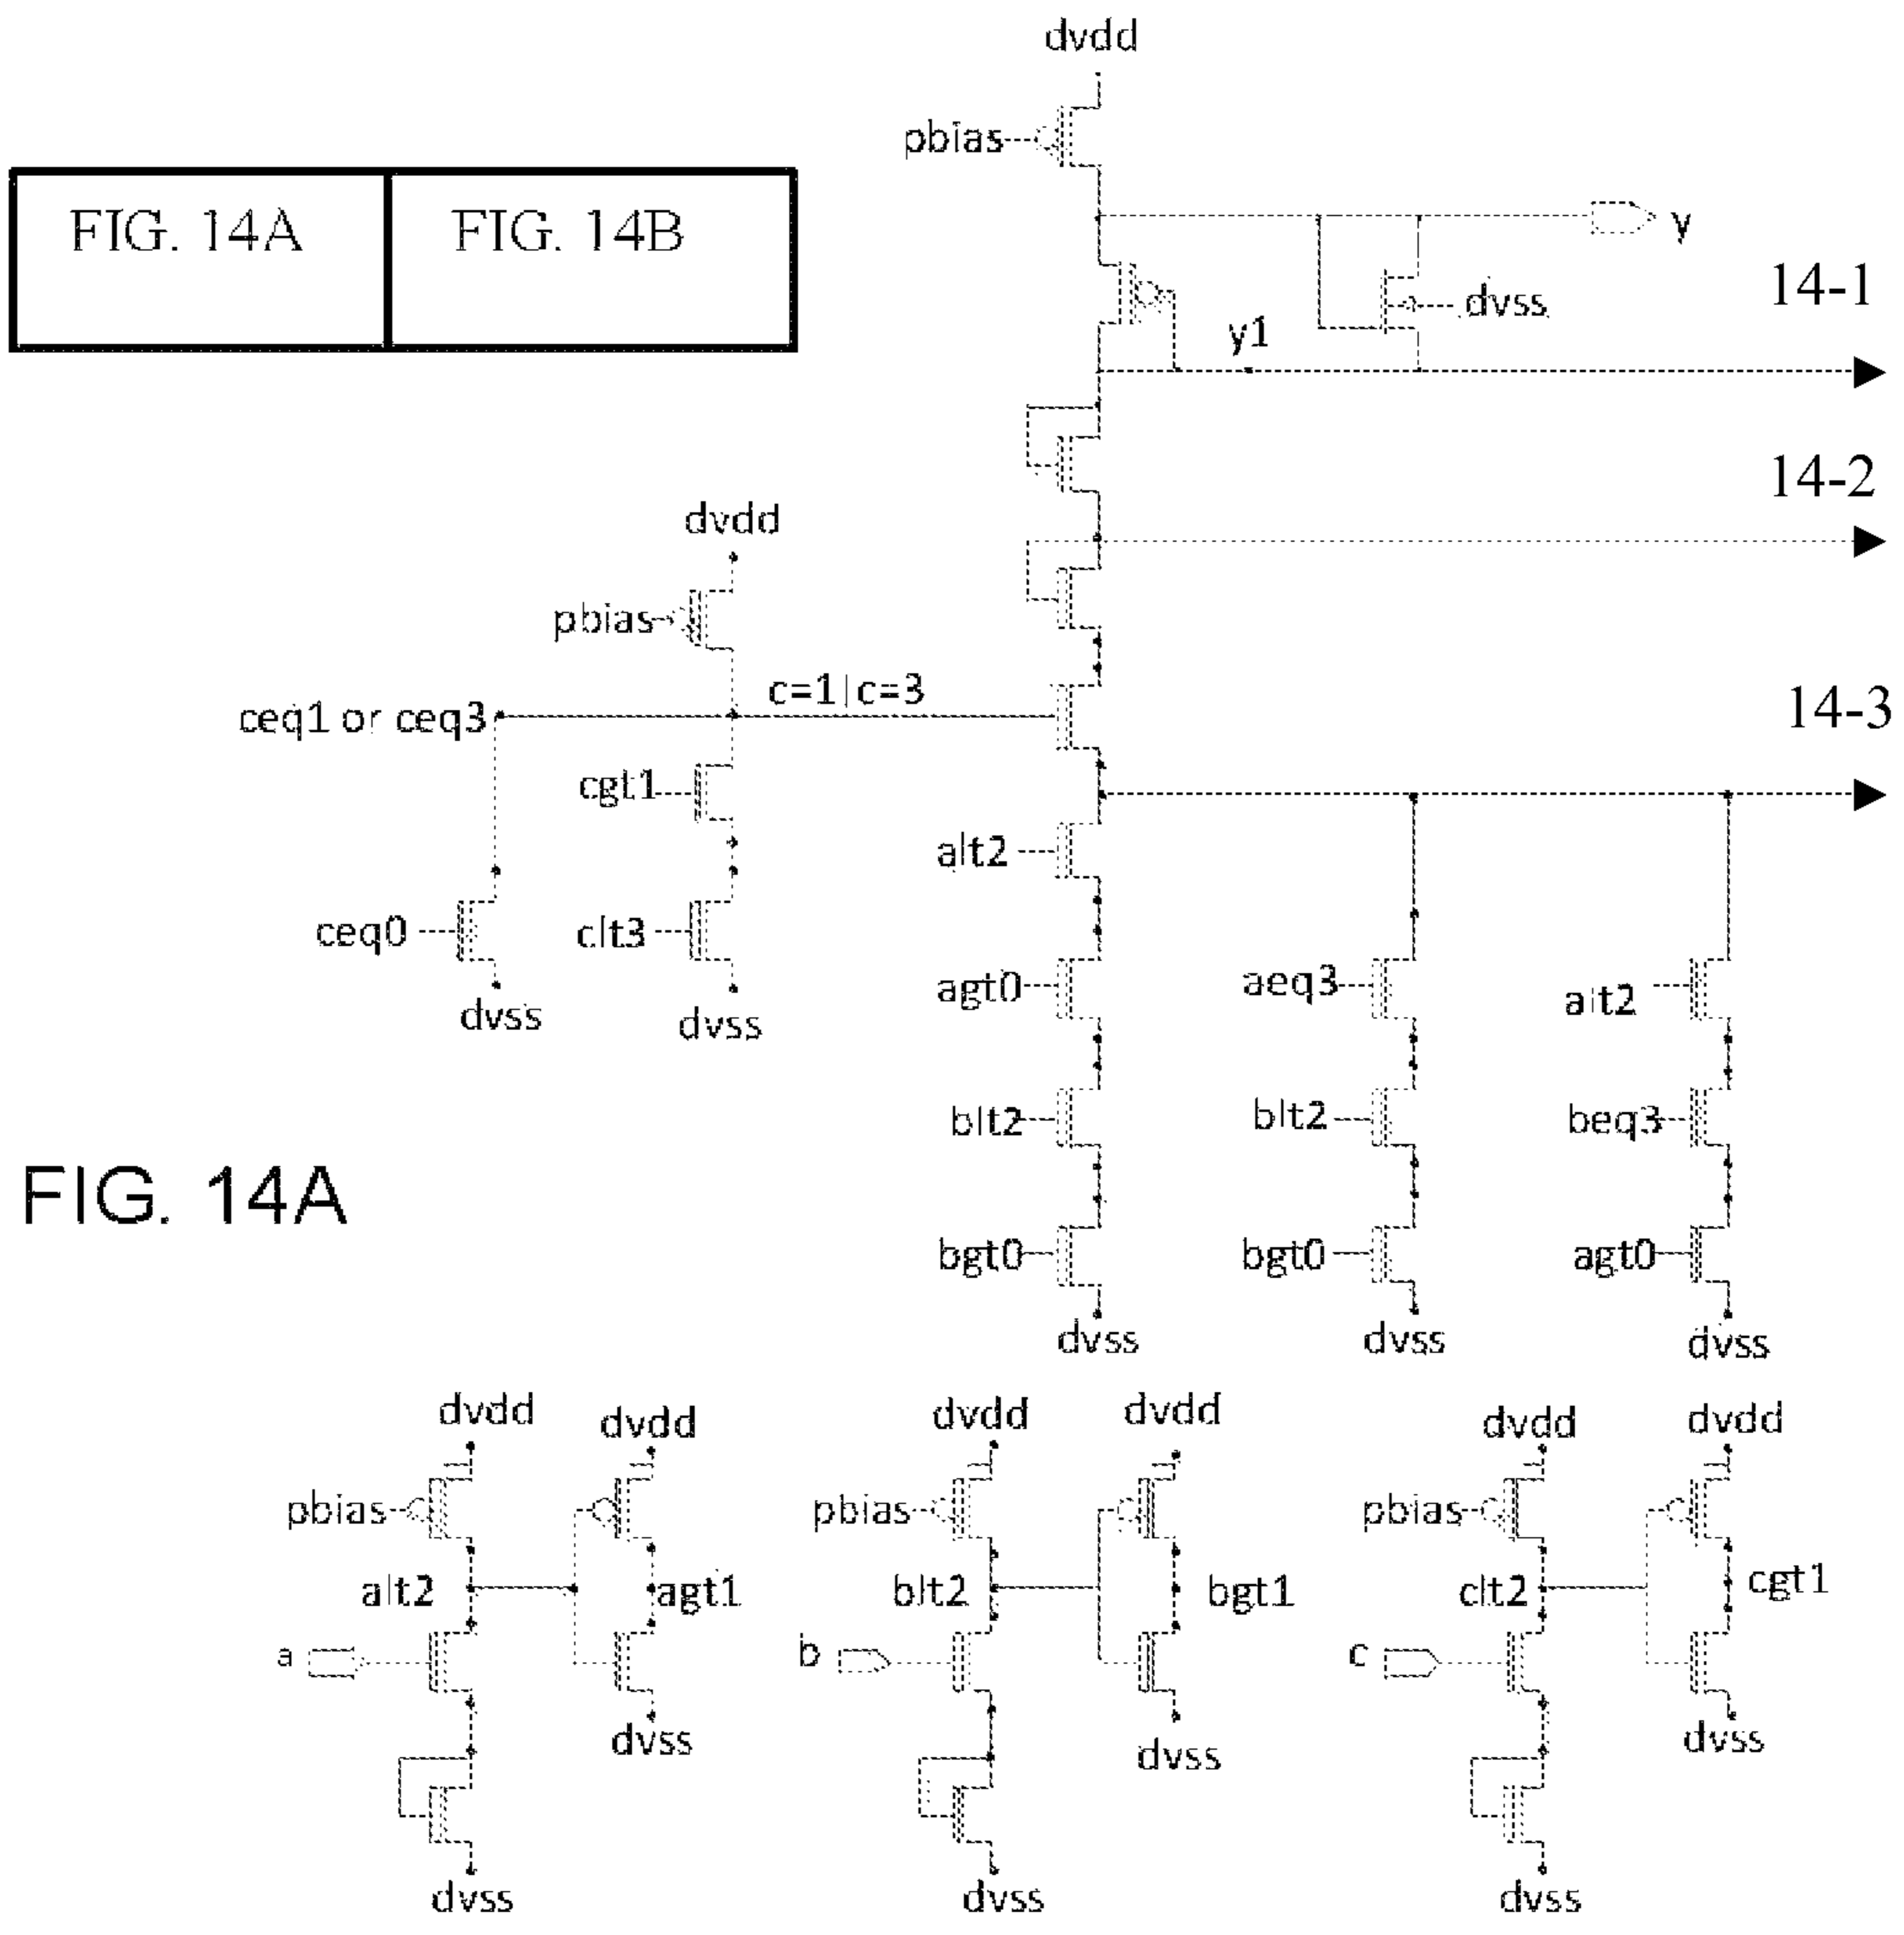 dvdd
pbias
FIG. 14A FIG. 14B
y
14-1
dvss
y1
14-2
dvdd
pbias
c=1|c=3
ceq1 or ceq3
14-3
cgt1
alt2
ceq0
clt3
agt0
aeq3
alt2
dvss
dvss
blt2
blt2
beq3
FIG. 14A
bgt0
bgt0
agt0
dvss
dvss
dvss
dvdd
dvdd
dvdd
dvdd
dvdd
dvdd
pbias
pbias
pbias
alt2
agt1
blt2
bgt1
clt2
cgt1
a
b
c
dvss
dvss
dvss
dvss
dvss
dvss